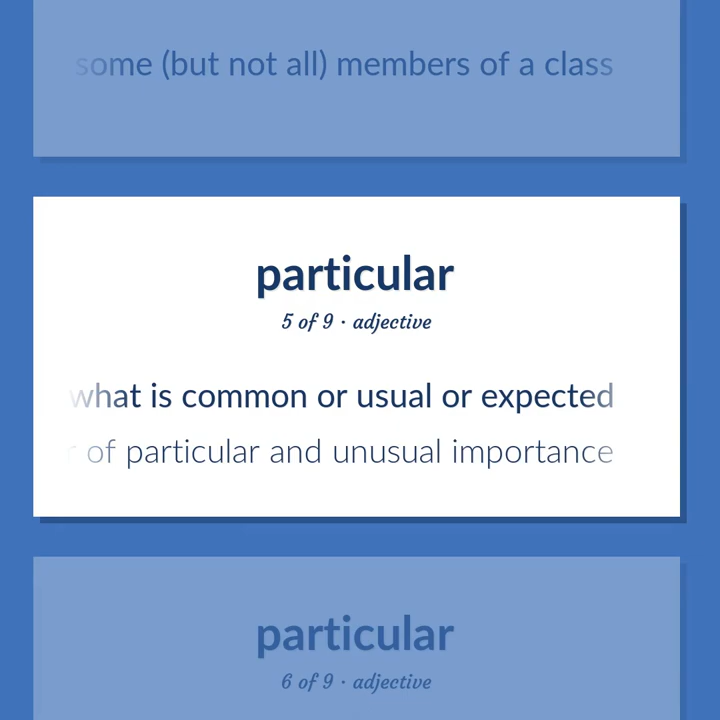 some (but not all) members of a class
particular
5 of 9 · adjective
what is common or usual or expected
of particular and unusual importance
particular
6 of 9 · adjective